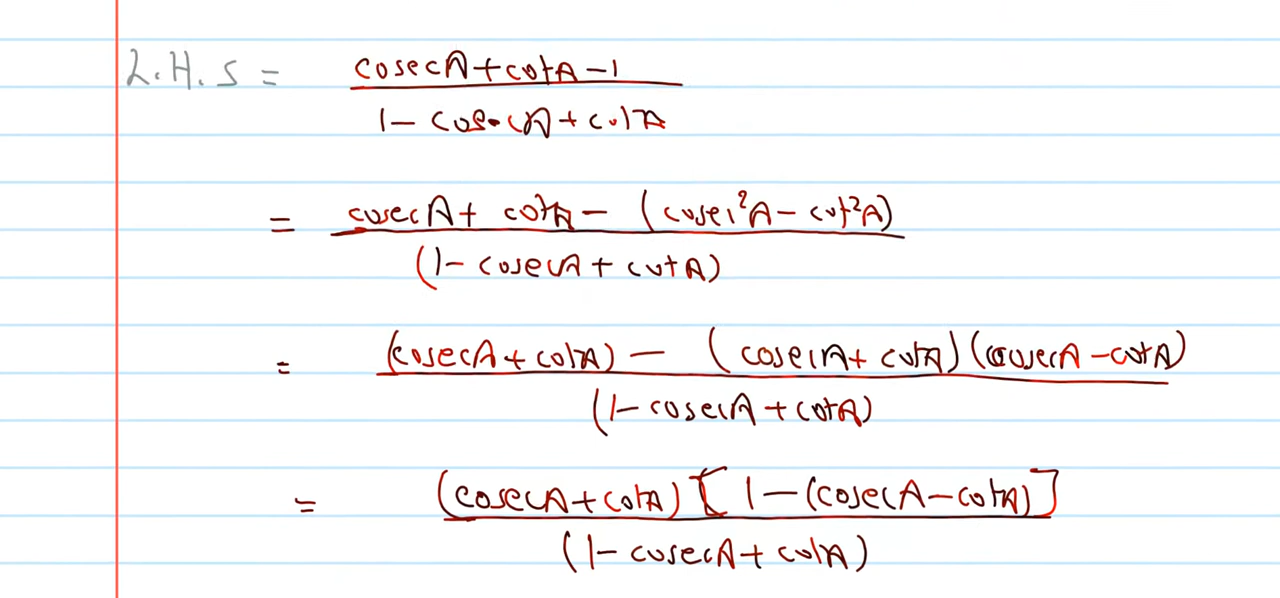 L.H.S = cosecA+cotA-1
1- cosecA+cotA
= cosecA+ cotA- (cosec²A- cot²A)
(1- cosecA+ cotA)
= (cosecA+cotA)- (cosecA+ cotA)(cosecA-cotA)
(1- cosecA+cotA)
= (cosecA+cotA)[1-(cosecA-cotA)]
(1- cosecA+ cotA)